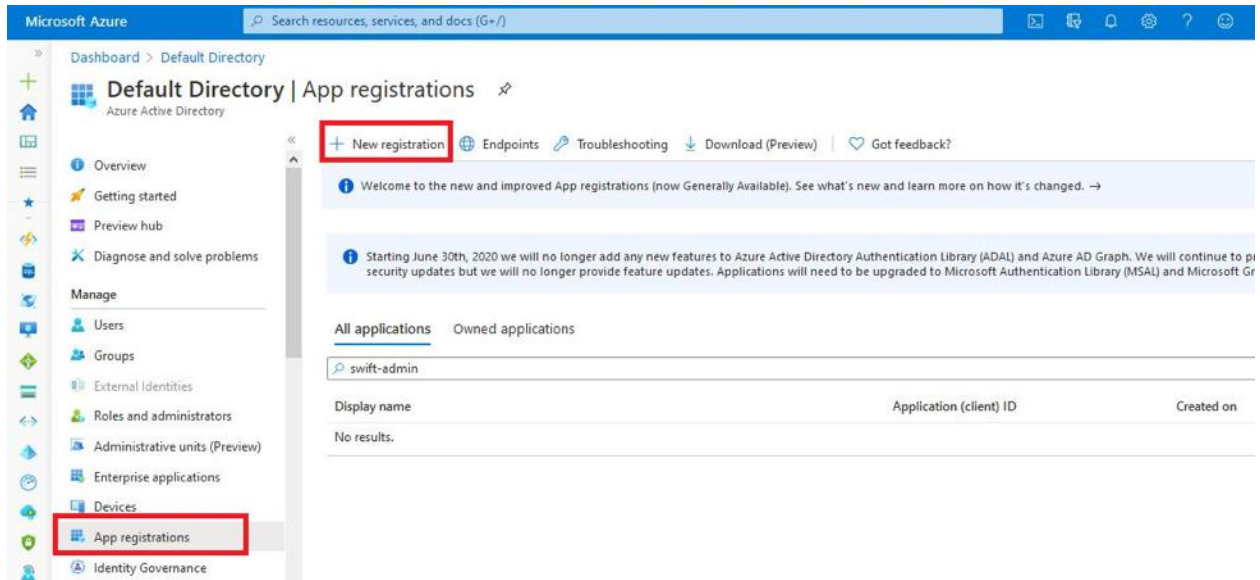 Microsoft Azure
Search resources, services, and docs (G+/)
Dashboard > Default Directory
Default Directory | App registrations
Azure Active Directory
New registration Endpoints Troubleshooting Download (Preview) Got feedback?
Overview
Getting started
Preview hub
Diagnose and solve problems
Manage
Users
Groups
External Identities
Roles and administrators
Administrative units (Preview)
Enterprise applications
Devices
App registrations
Identity Governance
Welcome to the new and improved App registrations (now Generally Available). See what's new and learn more on how it's changed. →
Starting June 30th, 2020 we will no longer add any new features to Azure Active Directory Authentication Library (ADAL) and Azure AD Graph. We will continue to
security updates but we will no longer provide feature updates. Applications will need to be upgraded to Microsoft Authentication Library (MSAL) and Microsoft
All applications Owned applications
swift-admin
Display name Application (client) ID Created on
No results.